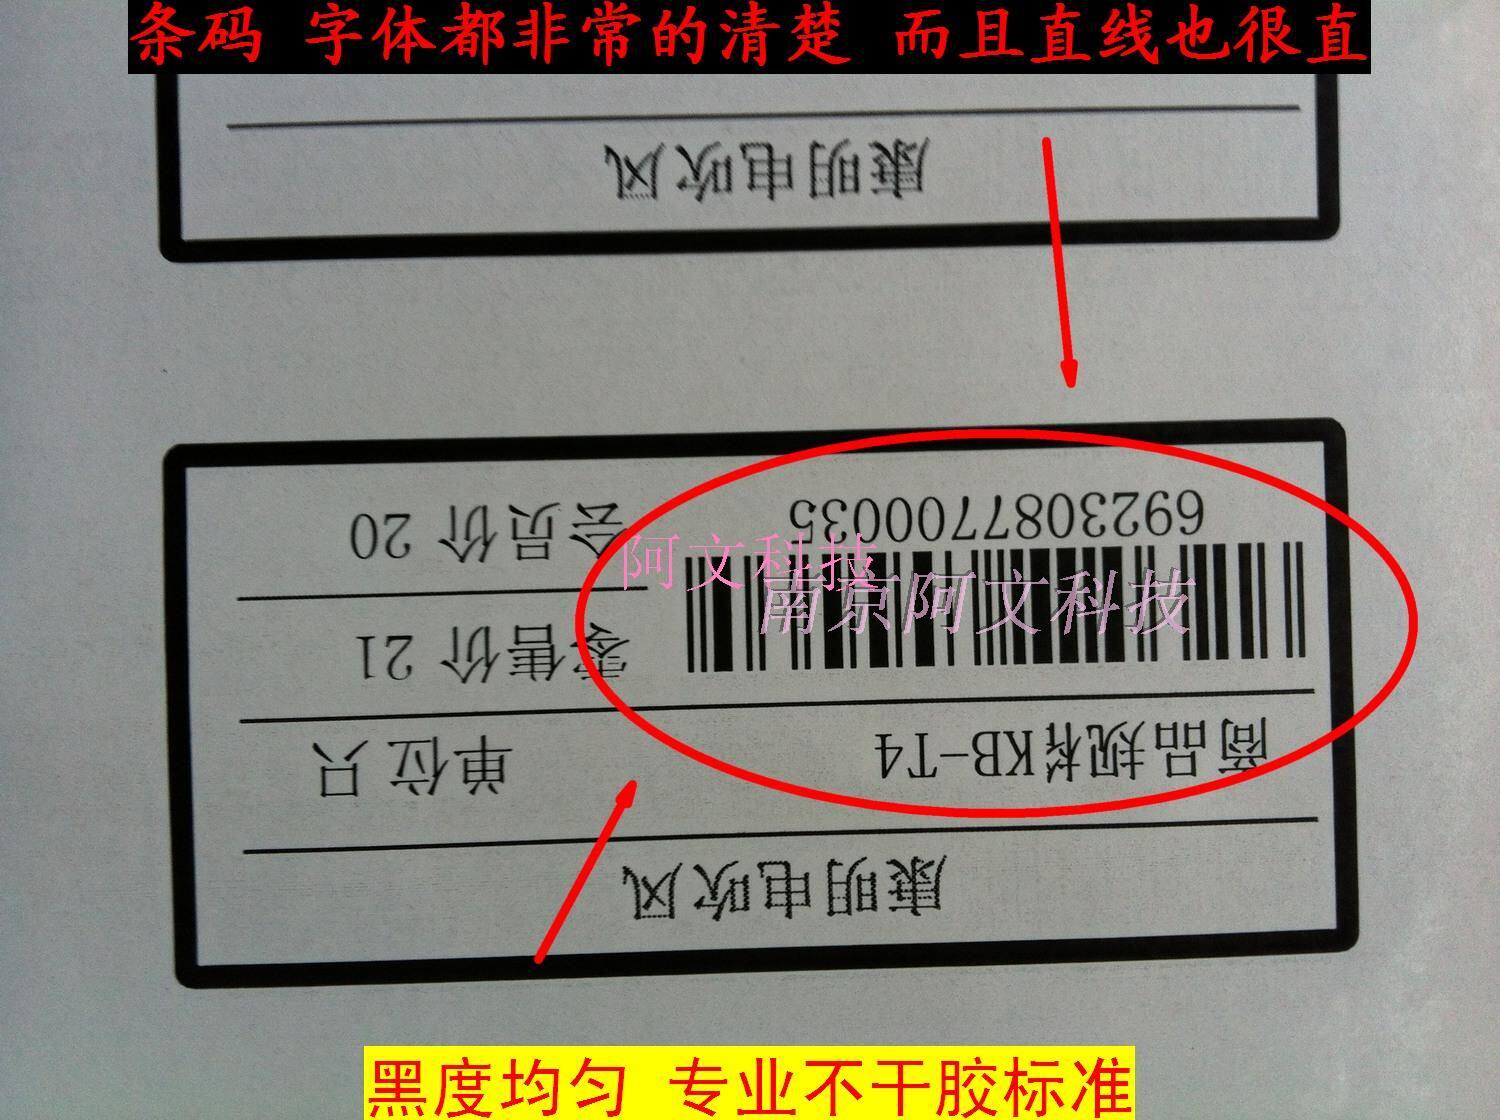 条码 字体都非常的清楚 而且直线也很直
康明电吹风
康明电吹风
商品规格KB-T4 单位 只
零售价 21
6923087700035 会员价 20
阿文科技
南京阿文科技
黑度均匀 专业不干胶标准